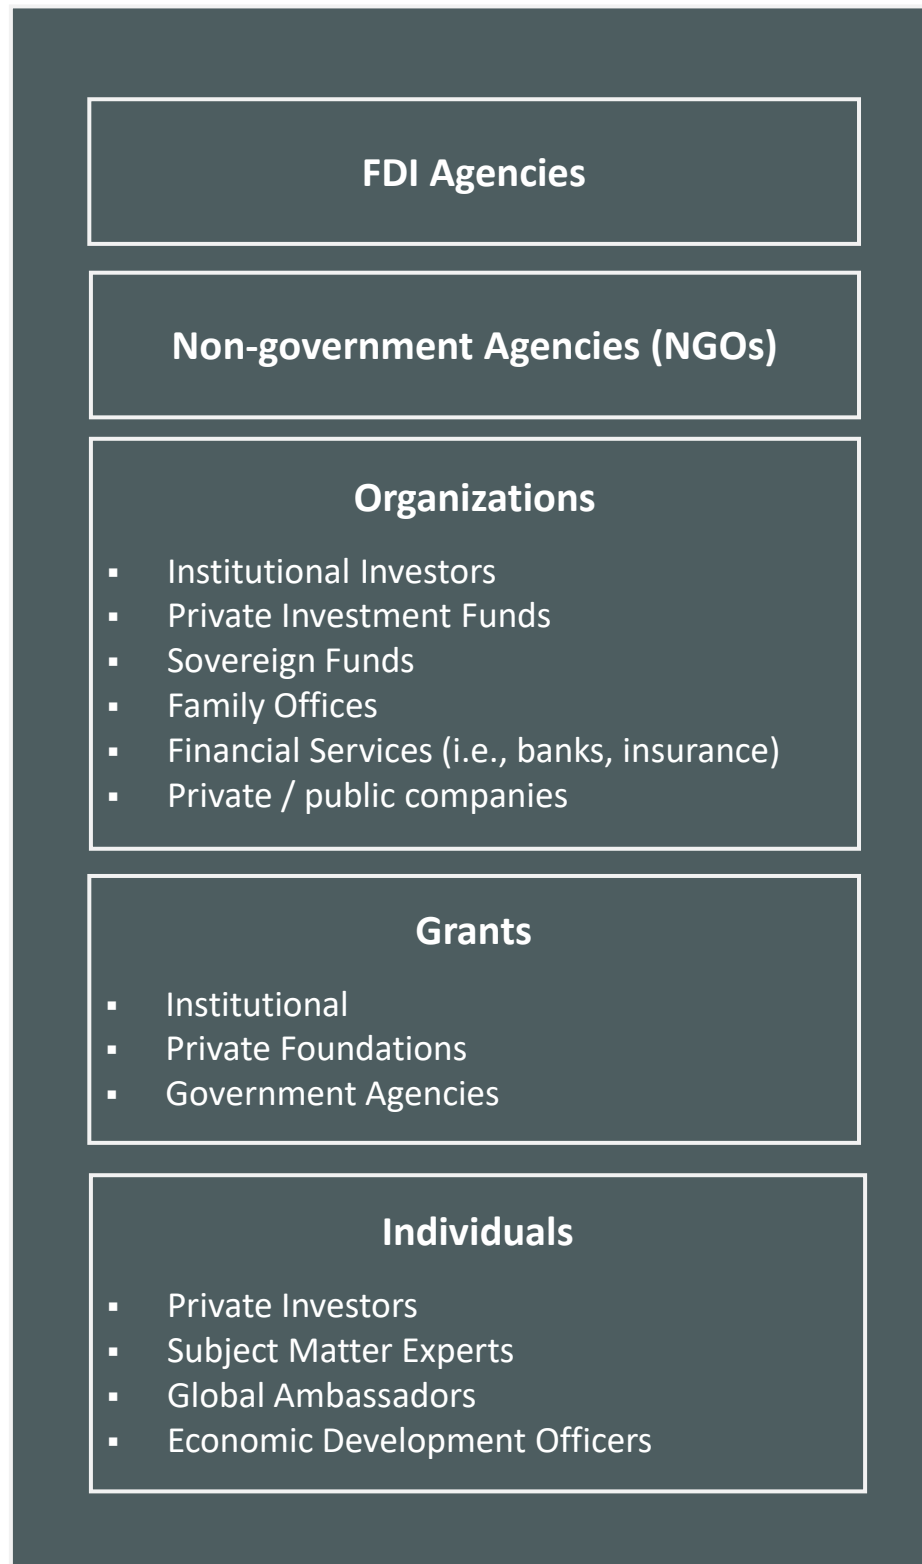 FDI Agencies
Non-government Agencies (NGOs)
Organizations
▪ Institutional Investors
▪ Private Investment Funds
▪ Sovereign Funds
▪ Family Offices
▪ Financial Services (i.e., banks, insurance)
▪ Private / public companies
Grants
▪ Institutional
▪ Private Foundations
▪ Government Agencies
Individuals
▪ Private Investors
▪ Subject Matter Experts
▪ Global Ambassadors
▪ Economic Development Officers